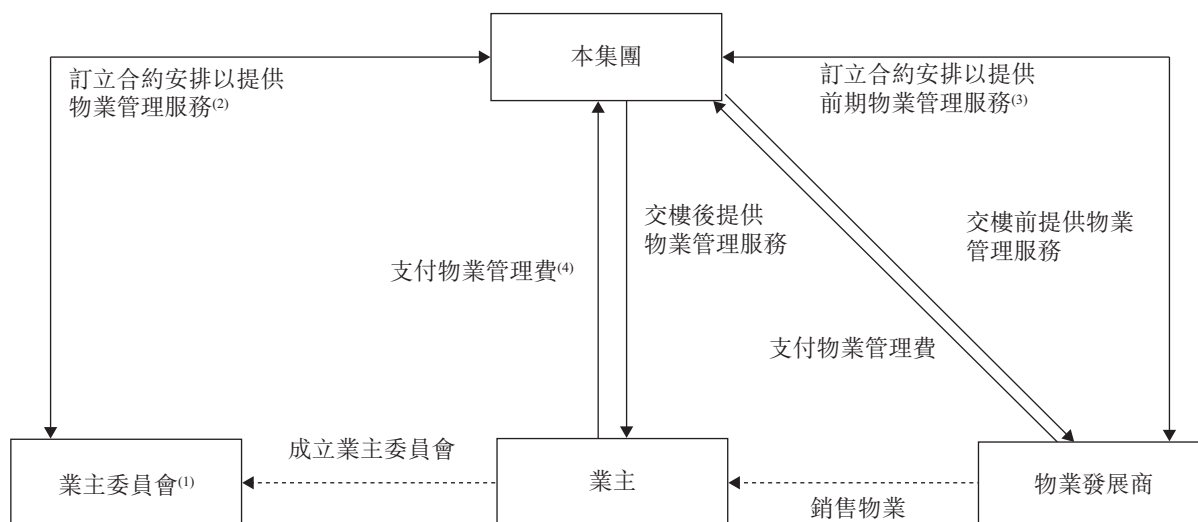 本集團
訂立合約安排以提供
物業管理服務(2)
訂立合約安排以提供
前期物業管理服務(3)
交樓後提供
物業管理服務
交樓前提供物業
管理服務
支付物業管理費(4)
支付物業管理費
成立業主委員會
業主委員會(1)
業主
物業發展商
銷售物業